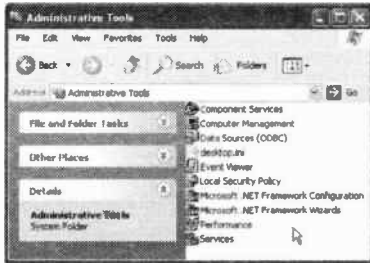 Administrative Tools
File Edit View Favorites Tools Help
Back Search Folders
Address Administrative Tools Go
File and Folder Tasks
Other Places
Details
Administrative Tools
System Folder
Component Services
Computer Management
Data Sources (ODBC)
desktop.ini
Event Viewer
Local Security Policy
Microsoft .NET Framework Configuration
Microsoft .NET Framework Wizards
Performance
Services